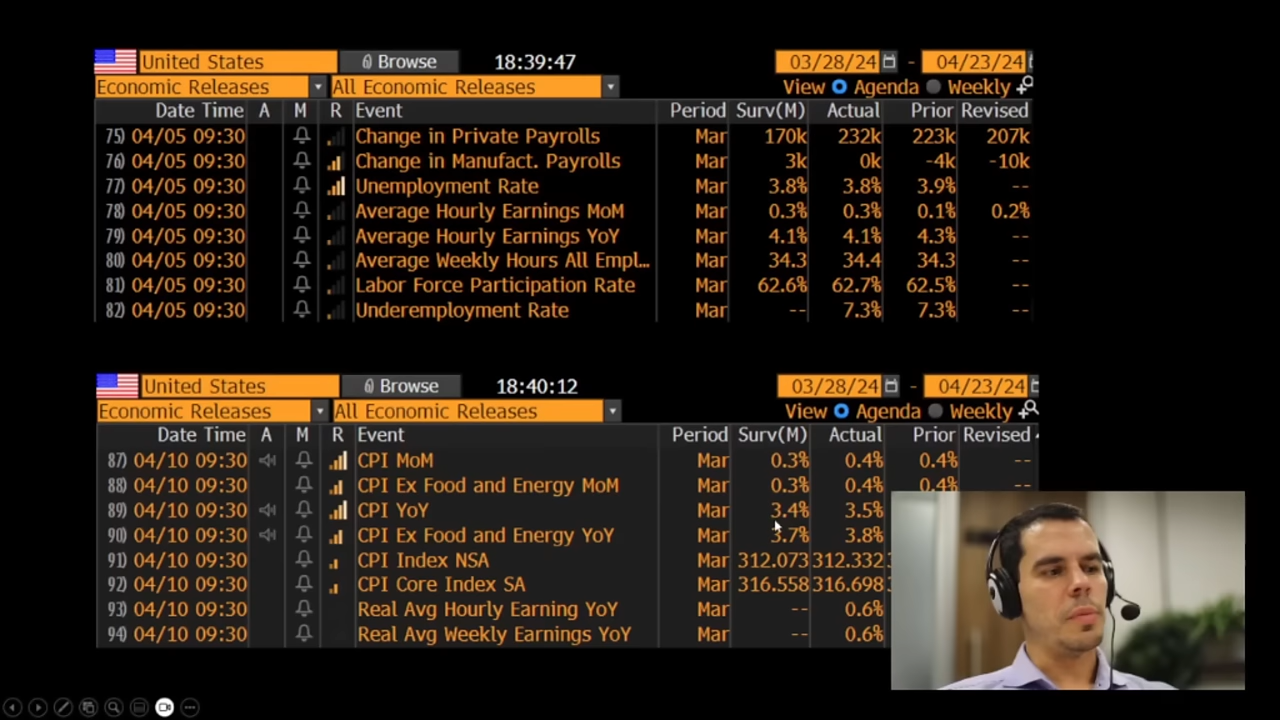 United States Browse 18:39:47 03/28/24 - 04/23/24
Economic Releases All Economic Releases View Agenda Weekly
Date Time A M R Event Period Surv(M) Actual Prior Revised
75) 04/05 09:30 Change in Private Payrolls Mar 170k 232k 223k 207k
76) 04/05 09:30 Change in Manufact. Payrolls Mar 3k 0k -4k -10k
77) 04/05 09:30 Unemployment Rate Mar 3.8% 3.8% 3.9% --
78) 04/05 09:30 Average Hourly Earnings MoM Mar 0.3% 0.3% 0.1% 0.2%
79) 04/05 09:30 Average Hourly Earnings YoY Mar 4.1% 4.1% 4.3% --
80) 04/05 09:30 Average Weekly Hours All Empl... Mar 34.3 34.4 34.3 --
81) 04/05 09:30 Labor Force Participation Rate Mar 62.6% 62.7% 62.5% --
82) 04/05 09:30 Underemployment Rate Mar -- 7.3% 7.3% --
United States Browse 18:40:12 03/28/24 - 04/23/24
Economic Releases All Economic Releases View Agenda Weekly
Date Time A M R Event Period Surv(M) Actual Prior Revised
87) 04/10 09:30 CPI MoM Mar 0.3% 0.4% 0.4% --
88) 04/10 09:30 CPI Ex Food and Energy MoM Mar 0.3% 0.4% 0.4% --
89) 04/10 09:30 CPI YoY Mar 3.4% 3.5%
90) 04/10 09:30 CPI Ex Food and Energy YoY Mar 3.7% 3.8%
91) 04/10 09:30 CPI Index NSA Mar 312.073 312.332
92) 04/10 09:30 CPI Core Index SA Mar 316.558 316.698
93) 04/10 09:30 Real Avg Hourly Earning YoY Mar -- 0.6%
94) 04/10 09:30 Real Avg Weekly Earnings YoY Mar -- 0.6%